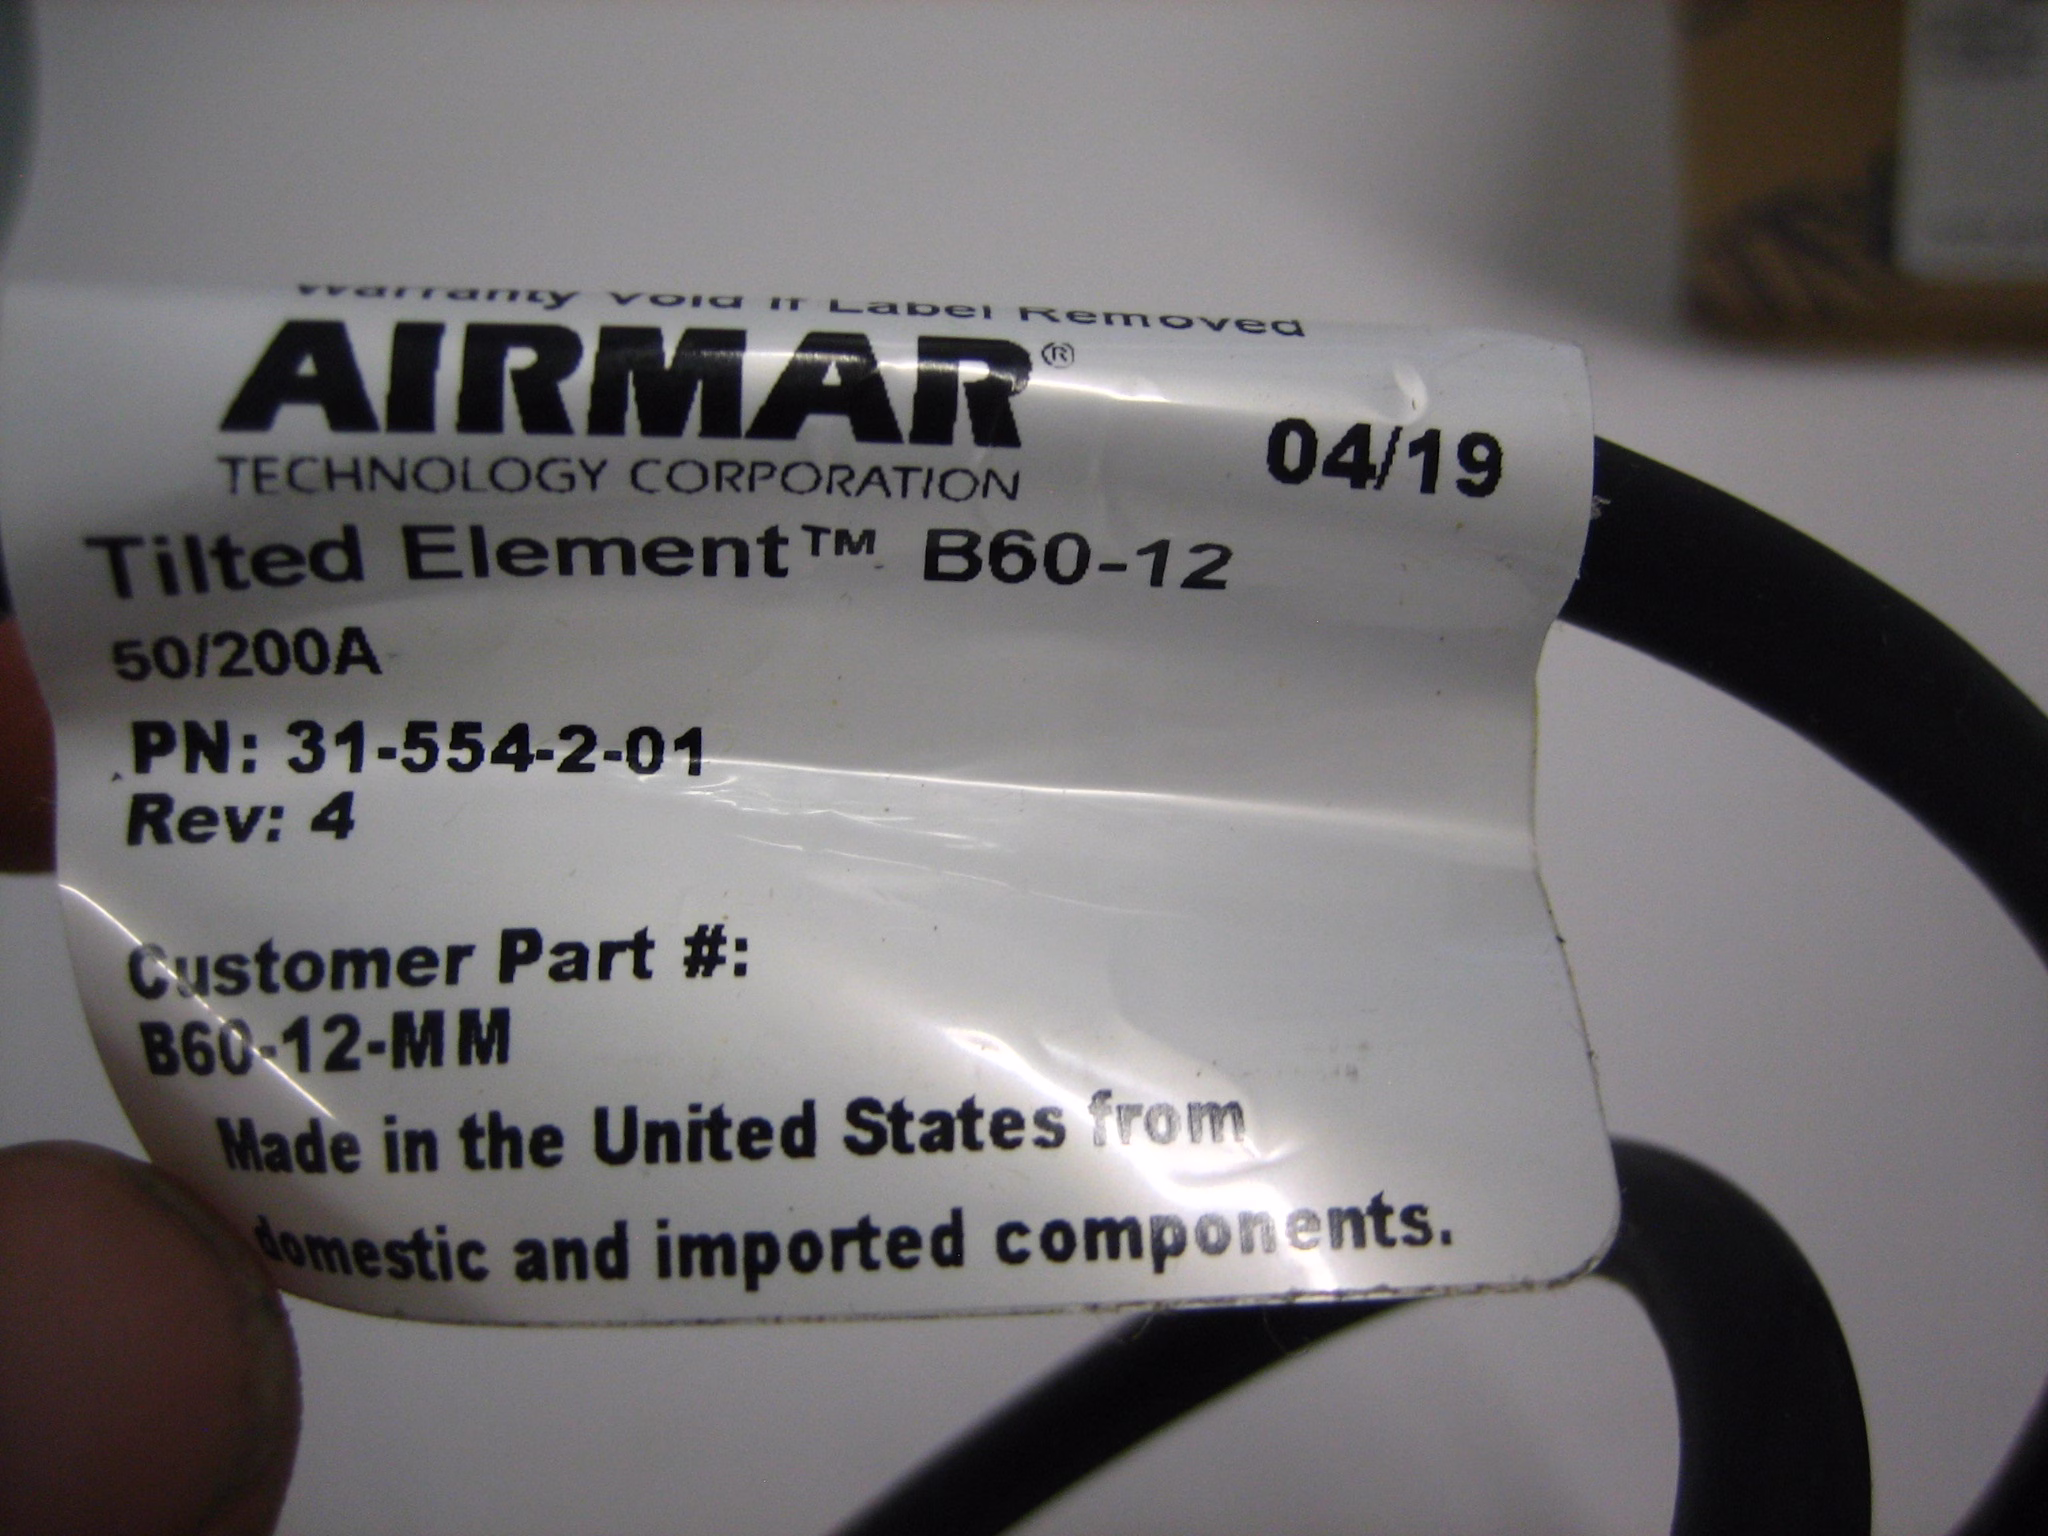 Warranty Void if Label Removed
AIRMAR®
TECHNOLOGY CORPORATION
04/19
Tilted Element™ B60-12
50/200A
PN: 31-554-2-01
Rev: 4
Customer Part #:
B60-12-MM
Made in the United States from
domestic and imported components.